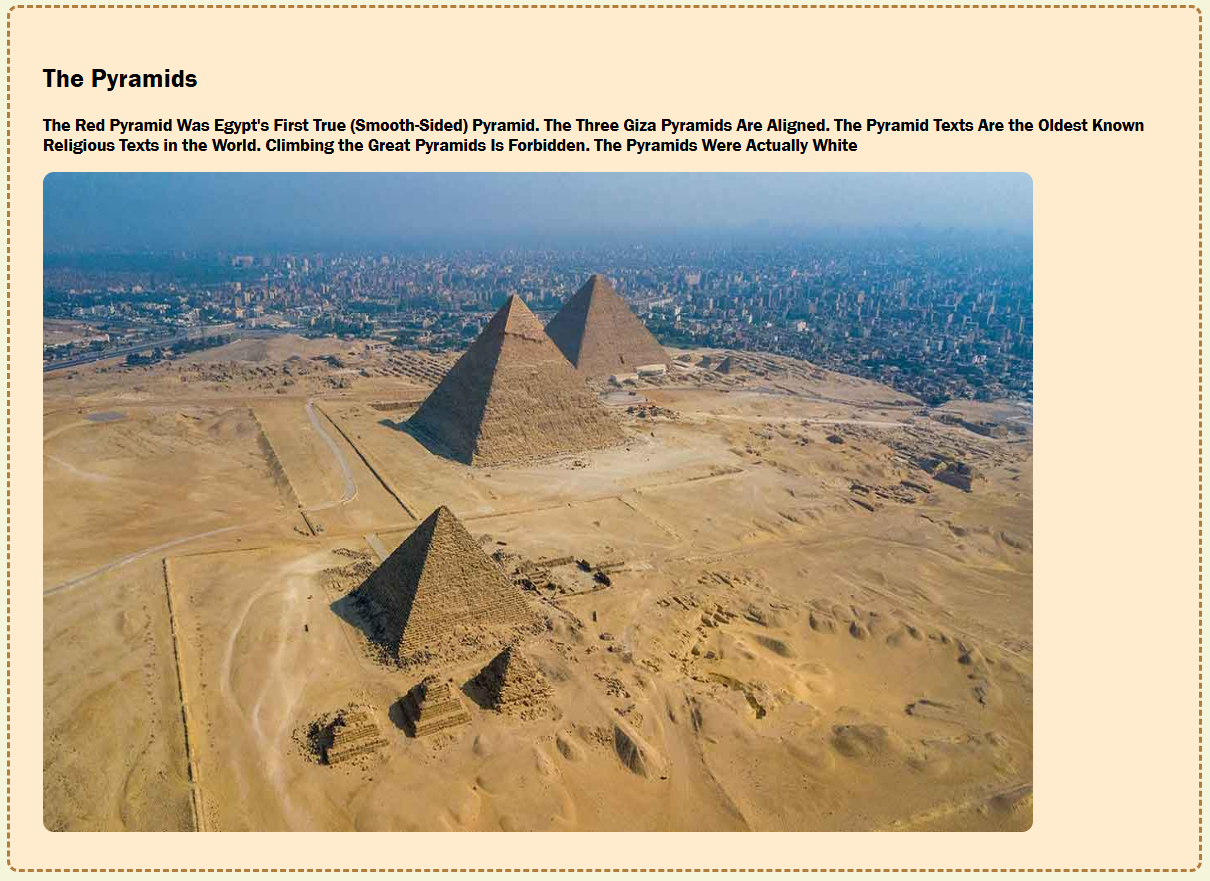 The Pyramids
The Red Pyramid Was Egypt's First True (Smooth-Sided) Pyramid. The Three Giza Pyramids Are Aligned. The Pyramid Texts Are the Oldest Known
Religious Texts in the World. Climbing the Great Pyramids Is Forbidden. The Pyramids Were Actually White